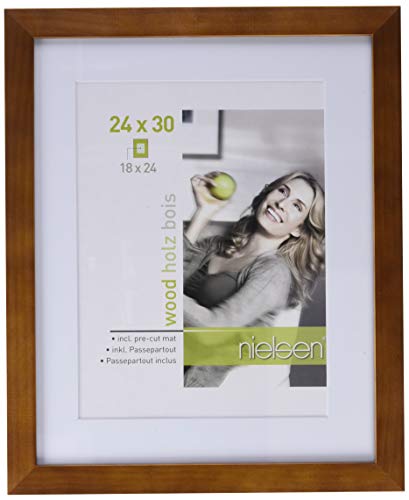 24 x 30
18 x 24
wood holz bois
• incl. pre-cut mat
• inkl. Passepartout
• Passepartout inclus
nielsen